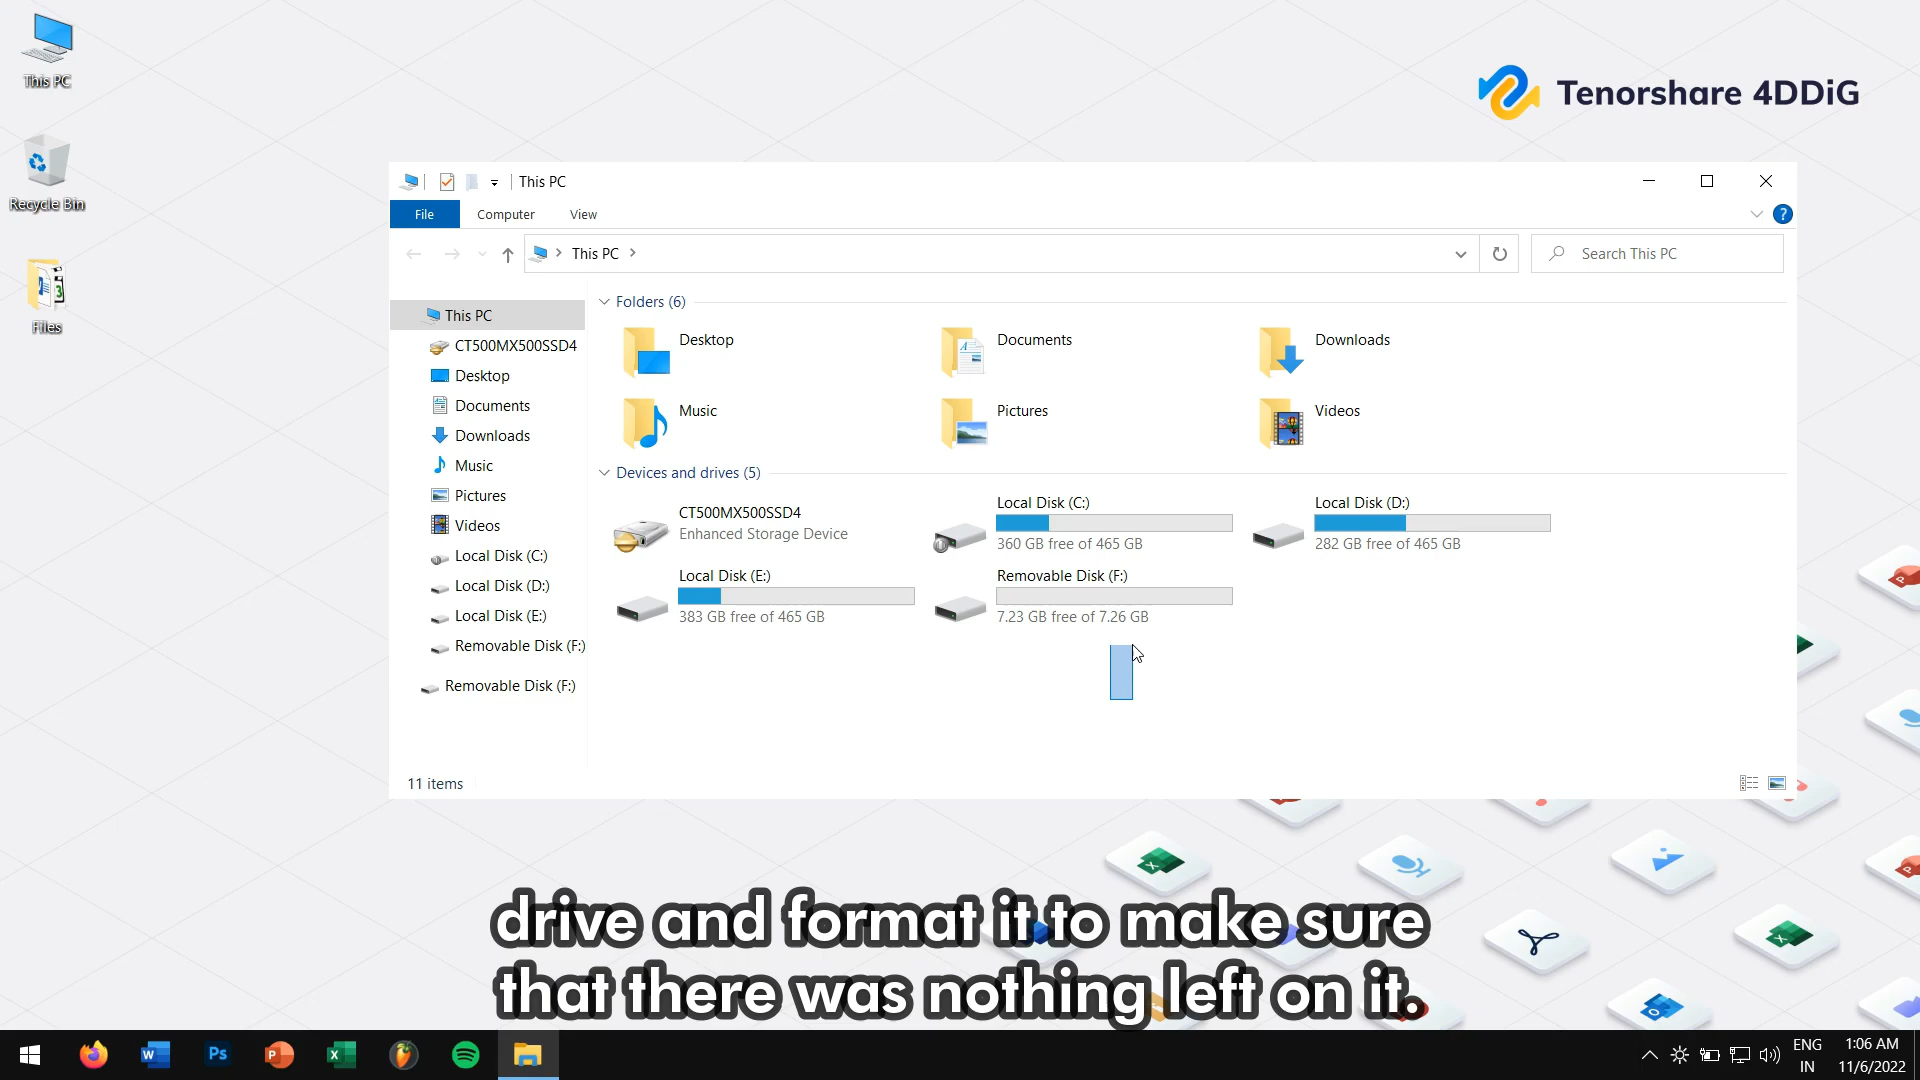 This PC
Recycle Bin
Files
Tenorshare 4DDiG
This PC
File Computer View
?
This PC
Search This PC
This PC
CT500MX500SSD4
Desktop
Documents
Downloads
Music
Pictures
Videos
Local Disk (C:)
Local Disk (D:)
Local Disk (E:)
Removable Disk (F:)
Removable Disk (F:)
Folders (6)
Desktop
Documents
Downloads
Music
Pictures
Videos
Devices and drives (5)
CT500MX500SSD4
Enhanced Storage Device
Local Disk (C:)
360 GB free of 465 GB
Local Disk (D:)
282 GB free of 465 GB
Local Disk (E:)
383 GB free of 465 GB
Removable Disk (F:)
7.23 GB free of 7.26 GB
11 items
drive and format it to make sure
that there was nothing left on it.
ENG
IN
1:06 AM
11/6/2022